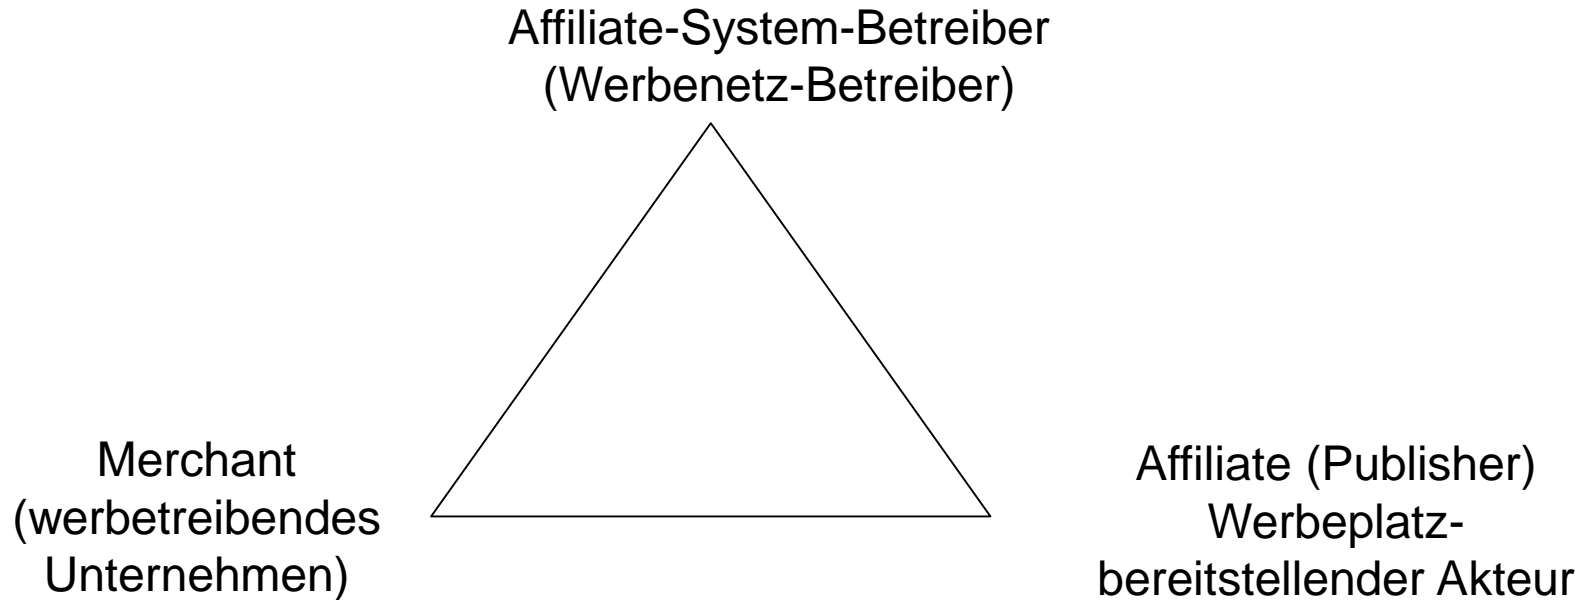 Affiliate-System-Betreiber
(Werbenetz-Betreiber)
Merchant
(werbetreibendes
Unternehmen)
Affiliate (Publisher)
Werbeplatz-
bereitstellender Akteur